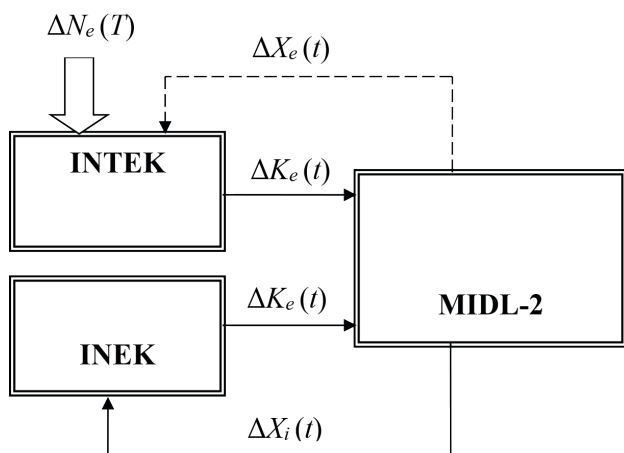 ΔNₑ(T)
ΔXₑ(t)
INTEK
ΔKₑ(t)
ΔKₑ(t)
MIDL-2
INEK
ΔXᵢ(t)